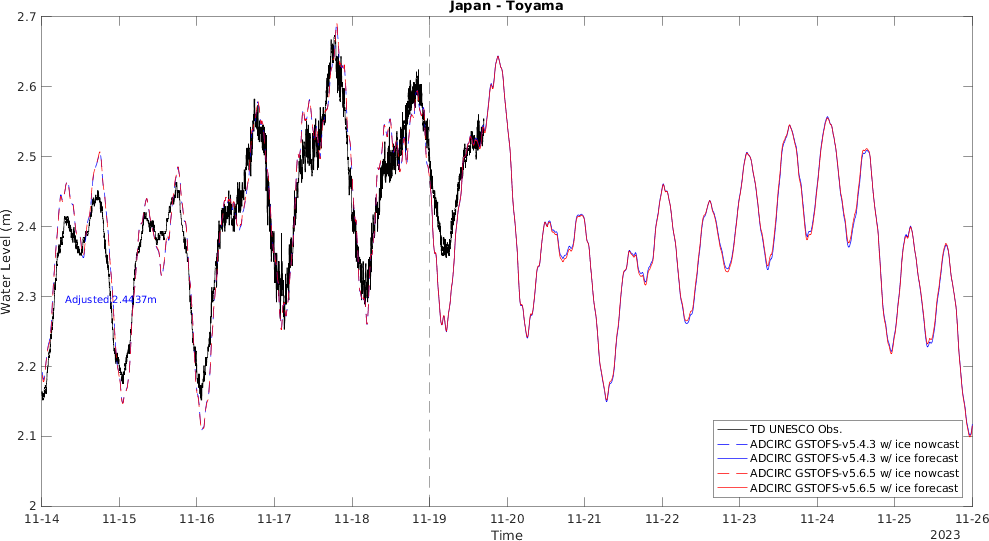 Japan - Toyama
2.7
2.6
2.5
2.4
2.3
2.2
2.1
2
Water Level (m)
Adjusted 2.4437m
TD UNESCO Obs.
ADCIRC GSTOFS-v5.4.3 w/ ice nowcast
ADCIRC GSTOFS-v5.4.3 w/ ice forecast
ADCIRC GSTOFS-v5.6.5 w/ ice nowcast
ADCIRC GSTOFS-v5.6.5 w/ ice forecast
11-14 11-15 11-16 11-17 11-18 11-19 11-20 11-21 11-22 11-23 11-24 11-25 11-26
Time
2023